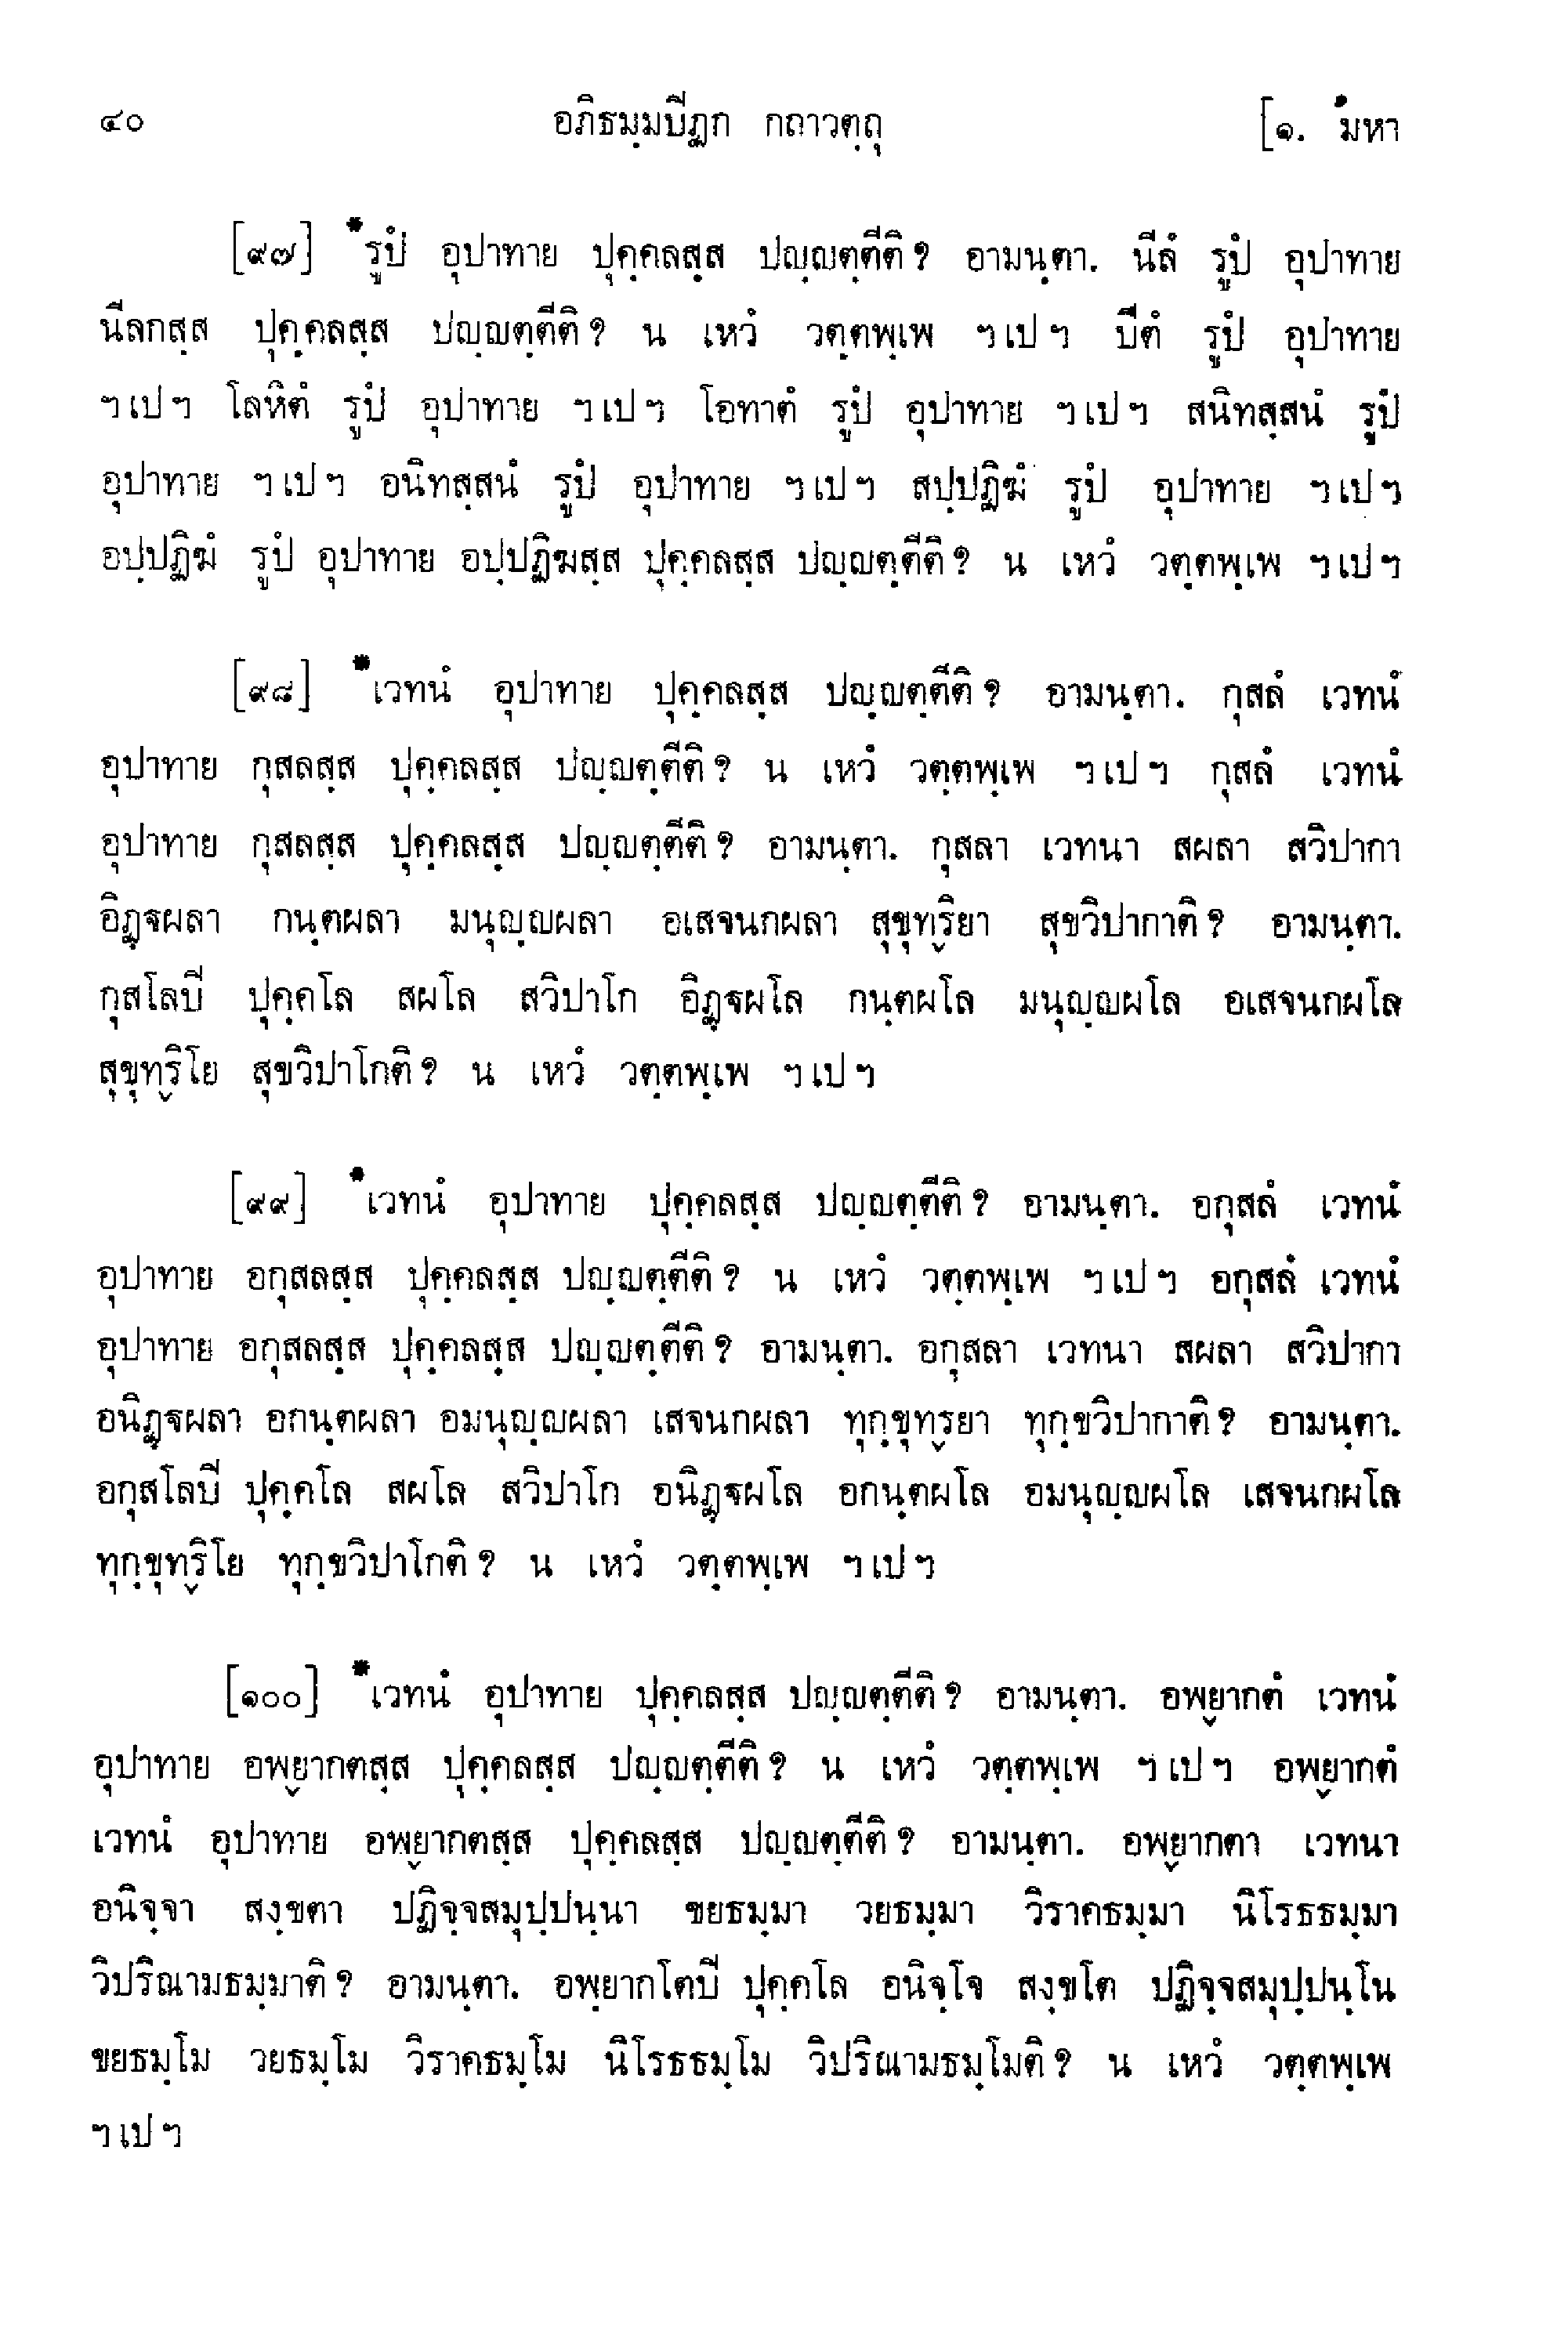 ๔๐ อภิธมฺมปิฏก กถาวตฺถุ [๑. มหา
[๙๗] *รูปํ อุปาทาย ปุคฺคลสฺส ปญฺญตฺตีติ ? อามนฺตา. นีลํ รูปํ อุปาทาย
นีลกสฺส ปุคฺคลสฺส ปญฺญตฺตีติ ? น เหวํ วตฺตพฺเพ ฯเปฯ ปีตํ รูปํ อุปาทาย
ฯเปฯ โลหิตํ รูปํ อุปาทาย ฯเปฯ โอทาตํ รูปํ อุปาทาย ฯเปฯ สนิทสฺสนํ รูปํ
อุปาทาย ฯเปฯ อนิทสฺสนํ รูปํ อุปาทาย ฯเปฯ สปฺปฏิฆํ รูปํ อุปาทาย ฯเปฯ
อปฺปฏิฆํ รูปํ อุปาทาย อปฺปฏิฆสฺส ปุคฺคลสฺส ปญฺญตฺตีติ ? น เหวํ วตฺตพฺเพ ฯเปฯ
[๙๘] *เวทนํ อุปาทาย ปุคฺคลสฺส ปญฺญตฺตีติ ? อามนฺตา. กุสลํ เวทนํ
อุปาทาย กุสลสฺส ปุคฺคลสฺส ปญฺญตฺตีติ ? น เหวํ วตฺตพฺเพ ฯเปฯ กุสลํ เวทนํ
อุปาทาย กุสลสฺส ปุคฺคลสฺส ปญฺญตฺตีติ ? อามนฺตา. กุสลา เวทนา สผลา สวิปากา
อิฏฺฐผลา กนฺตผลา มนุญฺญผลา อเสจนกผลา สุขุทฺริยา สุขวิปากาติ ? อามนฺตา.
กุสโลปิ ปุคฺคโล สผโล สวิปาโก อิฏฺฐผโล กนฺตผโล มนุญฺญผโล อเสจนกผโล
สุขุทฺริโย สุขวิปาโกติ ? น เหวํ วตฺตพฺเพ ฯเปฯ
[๙๙] *เวทนํ อุปาทาย ปุคฺคลสฺส ปญฺญตฺตีติ ? อามนฺตา. อกุสลํ เวทนํ
อุปาทาย อกุสลสฺส ปุคฺคลสฺส ปญฺญตฺตีติ ? น เหวํ วตฺตพฺเพ ฯเปฯ อกุสลํ เวทนํ
อุปาทาย อกุสลสฺส ปุคฺคลสฺส ปญฺญตฺตีติ ? อามนฺตา. อกุสลา เวทนา สผลา สวิปากา
อนิฏฺฐผลา อกนฺตผลา อมนุญฺญผลา เสจนกผลา ทุกฺขุทฺรยา ทุกฺขวิปากาติ ? อามนฺตา.
อกุสโลปิ ปุคฺคโล สผโล สวิปาโก อนิฏฺฐผโล อกนฺตผโล อมนุญฺญผโล เสจนกผโล
ทุกฺขุทฺริโย ทุกฺขวิปาโกติ ? น เหวํ วตฺตพฺเพ ฯเปฯ
[๑๐๐] *เวทนํ อุปาทาย ปุคฺคลสฺส ปญฺญตฺตีติ ? อามนฺตา. อพฺยากตํ เวทนํ
อุปาทาย อพฺยากตสฺส ปุคฺคลสฺส ปญฺญตฺตีติ ? น เหวํ วตฺตพฺเพ ฯเปฯ อพฺยากตํ
เวทนํ อุปาทาย อพฺยากตสฺส ปุคฺคลสฺส ปญฺญตฺตีติ ? อามนฺตา. อพฺยากตา เวทนา
อนิจฺจา สงฺขตา ปฏิจฺจสมุปฺปนฺนา ขยธมฺมา วยธมฺมา วิราคธมฺมา นิโรธธมฺมา
วิปริณามธมฺมาติ ? อามนฺตา. อพฺยากโตปิ ปุคฺคโล อนิจฺโจ สงฺขโต ปฏิจฺจสมุปฺปนฺโน
ขยธมฺโม วยธมฺโม วิราคธมฺโม นิโรธธมฺโม วิปริณามธมฺโมติ ? น เหวํ วตฺตพฺเพ
ฯเปฯ